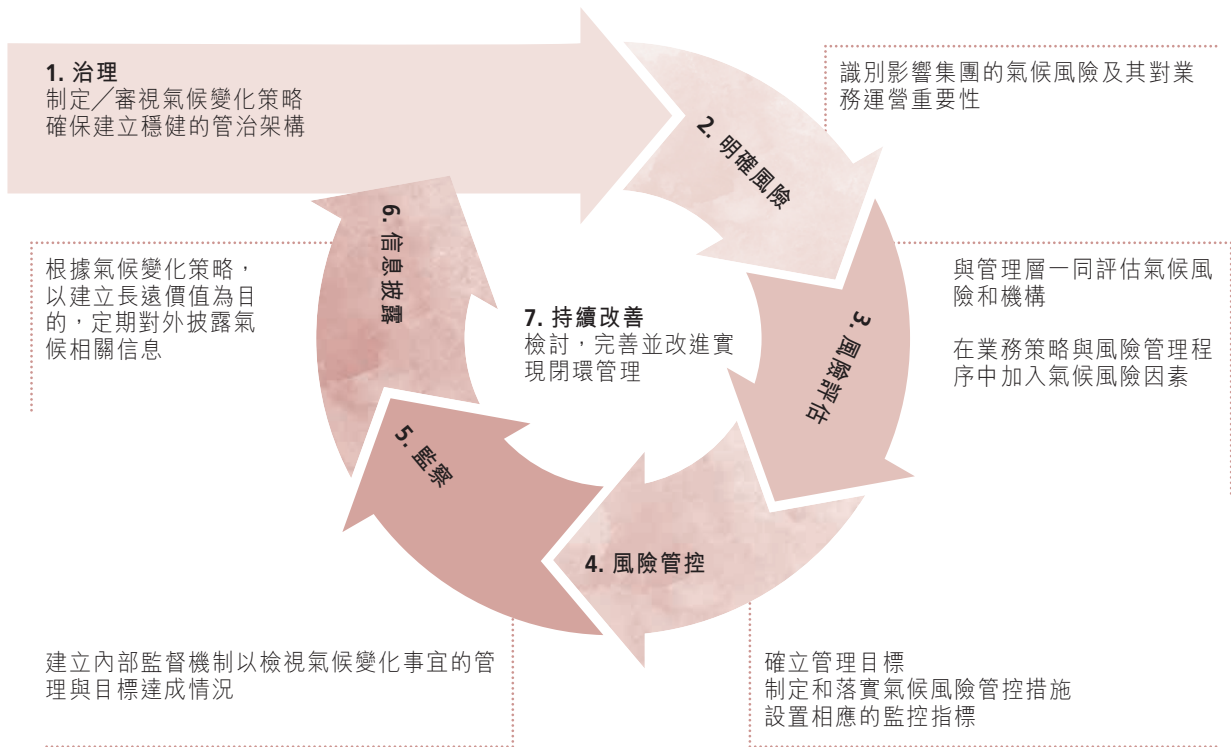 1. 治理
制定╱審視氣候變化策略
確保建立穩健的管治架構
2. 明確風險
識別影響集團的氣候風險及其對業
務運營重要性
3. 風險評估
與管理層一同評估氣候風
險和機構
在業務策略與風險管理程
序中加入氣候風險因素
4. 風險管控
確立管理目標
制定和落實氣候風險管控措施
設置相應的監控指標
5. 監察
建立內部監督機制以檢視氣候變化事宜的管
理與目標達成情況
6. 信息披露
根據氣候變化策略，
以建立長遠價值為目
的，定期對外披露氣
候相關信息
7. 持續改善
檢討，完善並改進實
現閉環管理